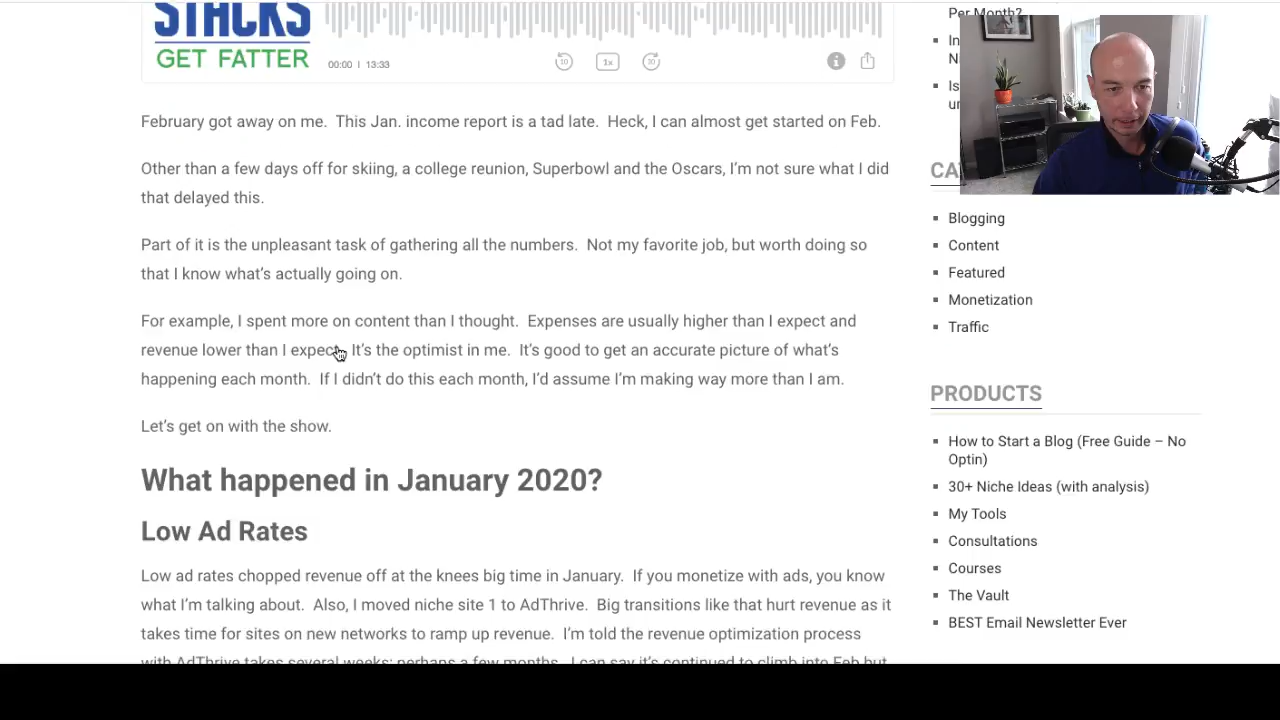 STACKS
GET FATTER
00:00 | 13:33
10
1x
30
Per Month?
February got away on me. This Jan. income report is a tad late. Heck, I can almost get started on Feb.
Other than a few days off for skiing, a college reunion, Superbowl and the Oscars, I'm not sure what I did
that delayed this.
Part of it is the unpleasant task of gathering all the numbers. Not my favorite job, but worth doing so
that I know what's actually going on.
For example, I spent more on content than I thought. Expenses are usually higher than I expect and
revenue lower than I expect. It's the optimist in me. It's good to get an accurate picture of what's
happening each month. If I didn't do this each month, I'd assume I'm making way more than I am.
Let's get on with the show.
What happened in January 2020?
Low Ad Rates
Low ad rates chopped revenue off at the knees big time in January. If you monetize with ads, you know
what I'm talking about. Also, I moved niche site 1 to AdThrive. Big transitions like that hurt revenue as it
takes time for sites on new networks to ramp up revenue. I'm told the revenue optimization process
with AdThrive takes several weeks; perhaps a few months. I can say it's continued to climb into Feb but
Blogging
Content
Featured
Monetization
Traffic
PRODUCTS
How to Start a Blog (Free Guide – No
Optin)
30+ Niche Ideas (with analysis)
My Tools
Consultations
Courses
The Vault
BEST Email Newsletter Ever